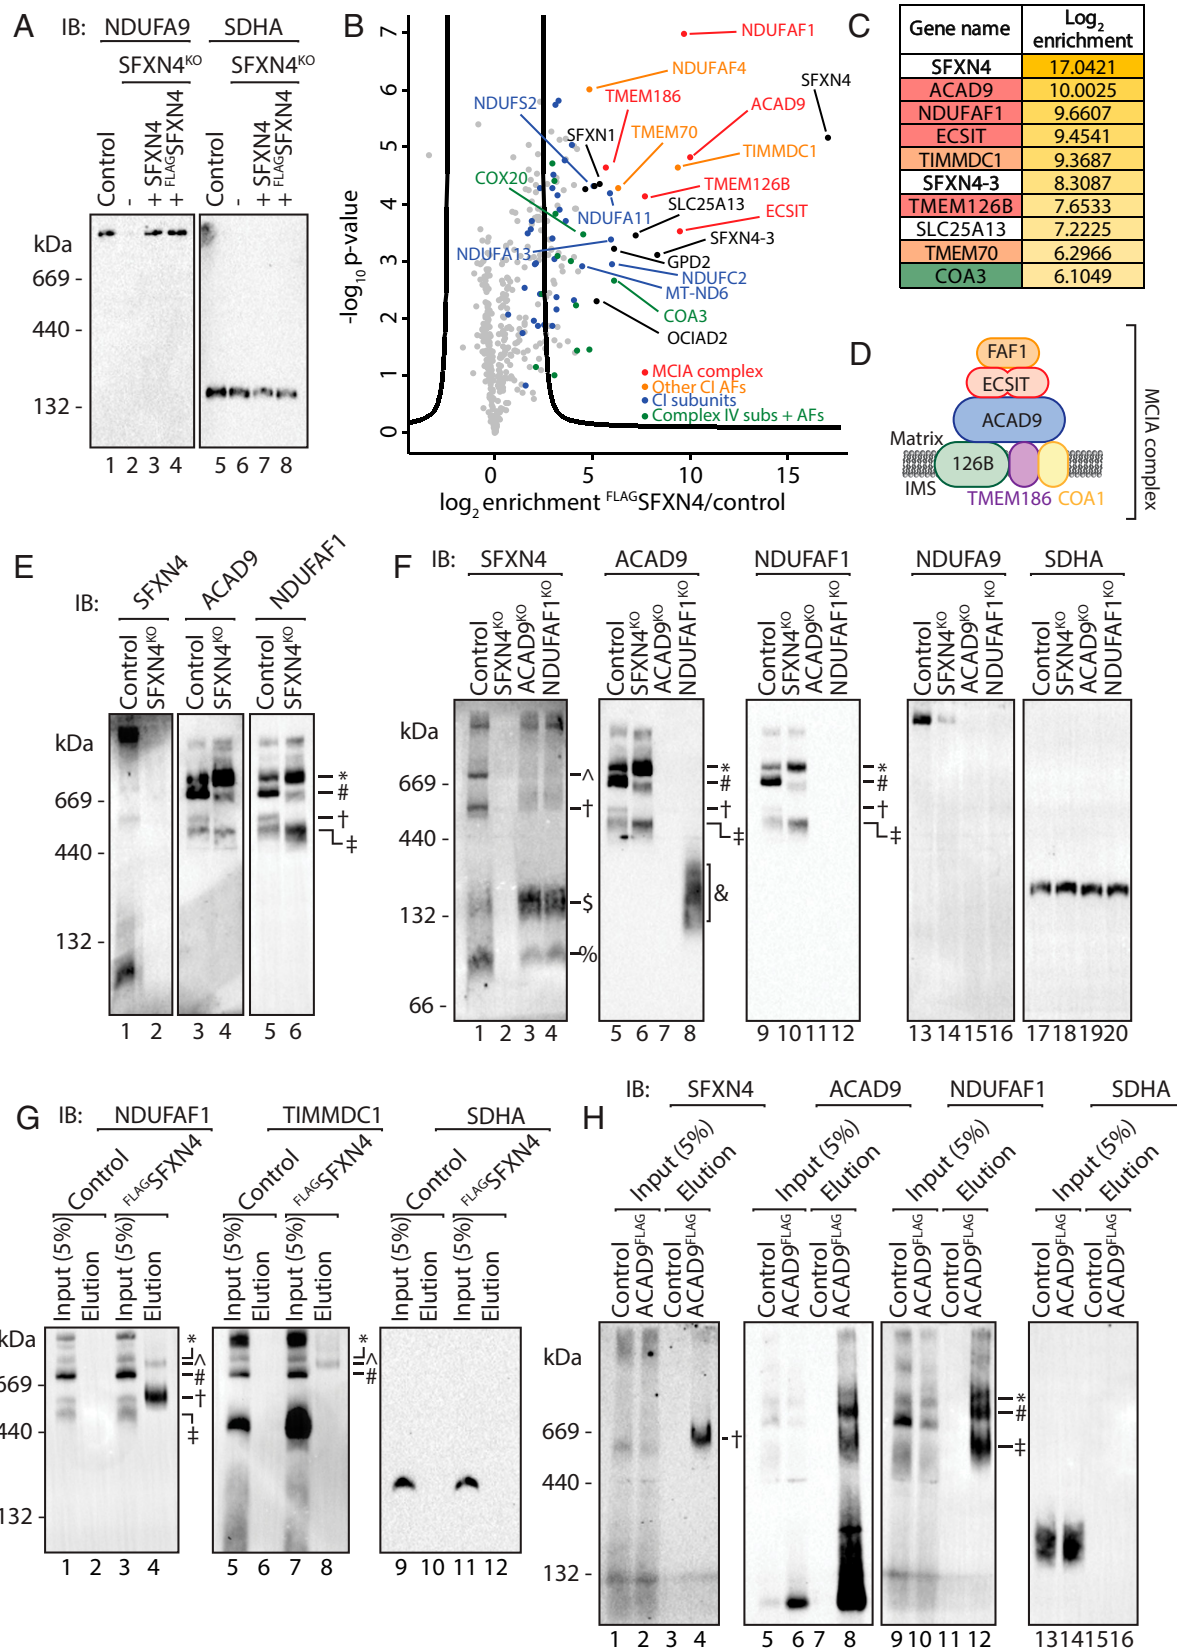 A
IB: NDUFA9 SDHA
SFXN4KO SFXN4KO
Control
-
+ SFXN4
+ FLAGSFXN4
Control
-
+ SFXN4
+ FLAGSFXN4
kDa
669 -
440 -
132 -
1 2 3 4 5 6 7 8
B
-log10 p-value
7
6
5
4
3
2
1
0
NDUFAF1
NDUFAF4
SFXN4
NDUFS2
TMEM186
ACAD9
SFXN1
TMEM70
TIMMDC1
COX20
TMEM126B
SLC25A13
NDUFA11
ECSIT
SFXN4-3
NDUFA13
GPD2
NDUFC2
MT-ND6
COA3
OCIAD2
MCIA complex
Other CI AFs
CI subunits
Complex IV subs + AFs
0 5 10 15
log2 enrichment FLAGSFXN4/control
C
Gene name Log2 enrichment
SFXN4 17.0421
ACAD9 10.0025
NDUFAF1 9.6607
ECSIT 9.4541
TIMMDC1 9.3687
SFXN4-3 8.3087
TMEM126B 7.6533
SLC25A13 7.2225
TMEM70 6.2966
COA3 6.1049
D
FAF1
ECSIT
ACAD9
Matrix
126B
IMS
TMEM186 COA1
MCIA complex
E
IB: SFXN4 ACAD9 NDUFAF1
Control
SFXN4KO
Control
SFXN4KO
Control
SFXN4KO
kDa
669 -
440 -
132 -
*
#
†
‡
1 2 3 4 5 6
F
IB: SFXN4 ACAD9 NDUFAF1 NDUFA9 SDHA
Control
SFXN4KO
ACAD9KO
NDUFAF1KO
Control
SFXN4KO
ACAD9KO
NDUFAF1KO
Control
SFXN4KO
ACAD9KO
NDUFAF1KO
Control
SFXN4KO
ACAD9KO
NDUFAF1KO
Control
SFXN4KO
ACAD9KO
NDUFAF1KO
kDa
669 -
440 -
132 -
66 -
^
†
$
%
*
#
†
‡
&
*
#
†
‡
1 2 3 4 5 6 7 8 9 10 11 12 13 14 15 16 17 18 19 20
G
IB: NDUFAF1 TIMMDC1 SDHA
Control
FLAGSFXN4
Control
FLAGSFXN4
Control
FLAGSFXN4
Input (5%)
Elution
Input (5%)
Elution
Input (5%)
Elution
Input (5%)
Elution
Input (5%)
Elution
Input (5%)
Elution
kDa
669 -
440 -
132 -
*
^
#
†
‡
*
^
#
1 2 3 4 5 6 7 8 9 10 11 12
H
IB: SFXN4 ACAD9 NDUFAF1 SDHA
Input (5%)
Elution
Input (5%)
Elution
Input (5%)
Elution
Input (5%)
Elution
Control
ACAD9FLAG
Control
ACAD9FLAG
Control
ACAD9FLAG
Control
ACAD9FLAG
Control
ACAD9FLAG
Control
ACAD9FLAG
Control
ACAD9FLAG
Control
ACAD9FLAG
kDa
669 -
440 -
132 -
†
*
#
‡
1 2 3 4 5 6 7 8 9 10 11 12 13 14 15 16